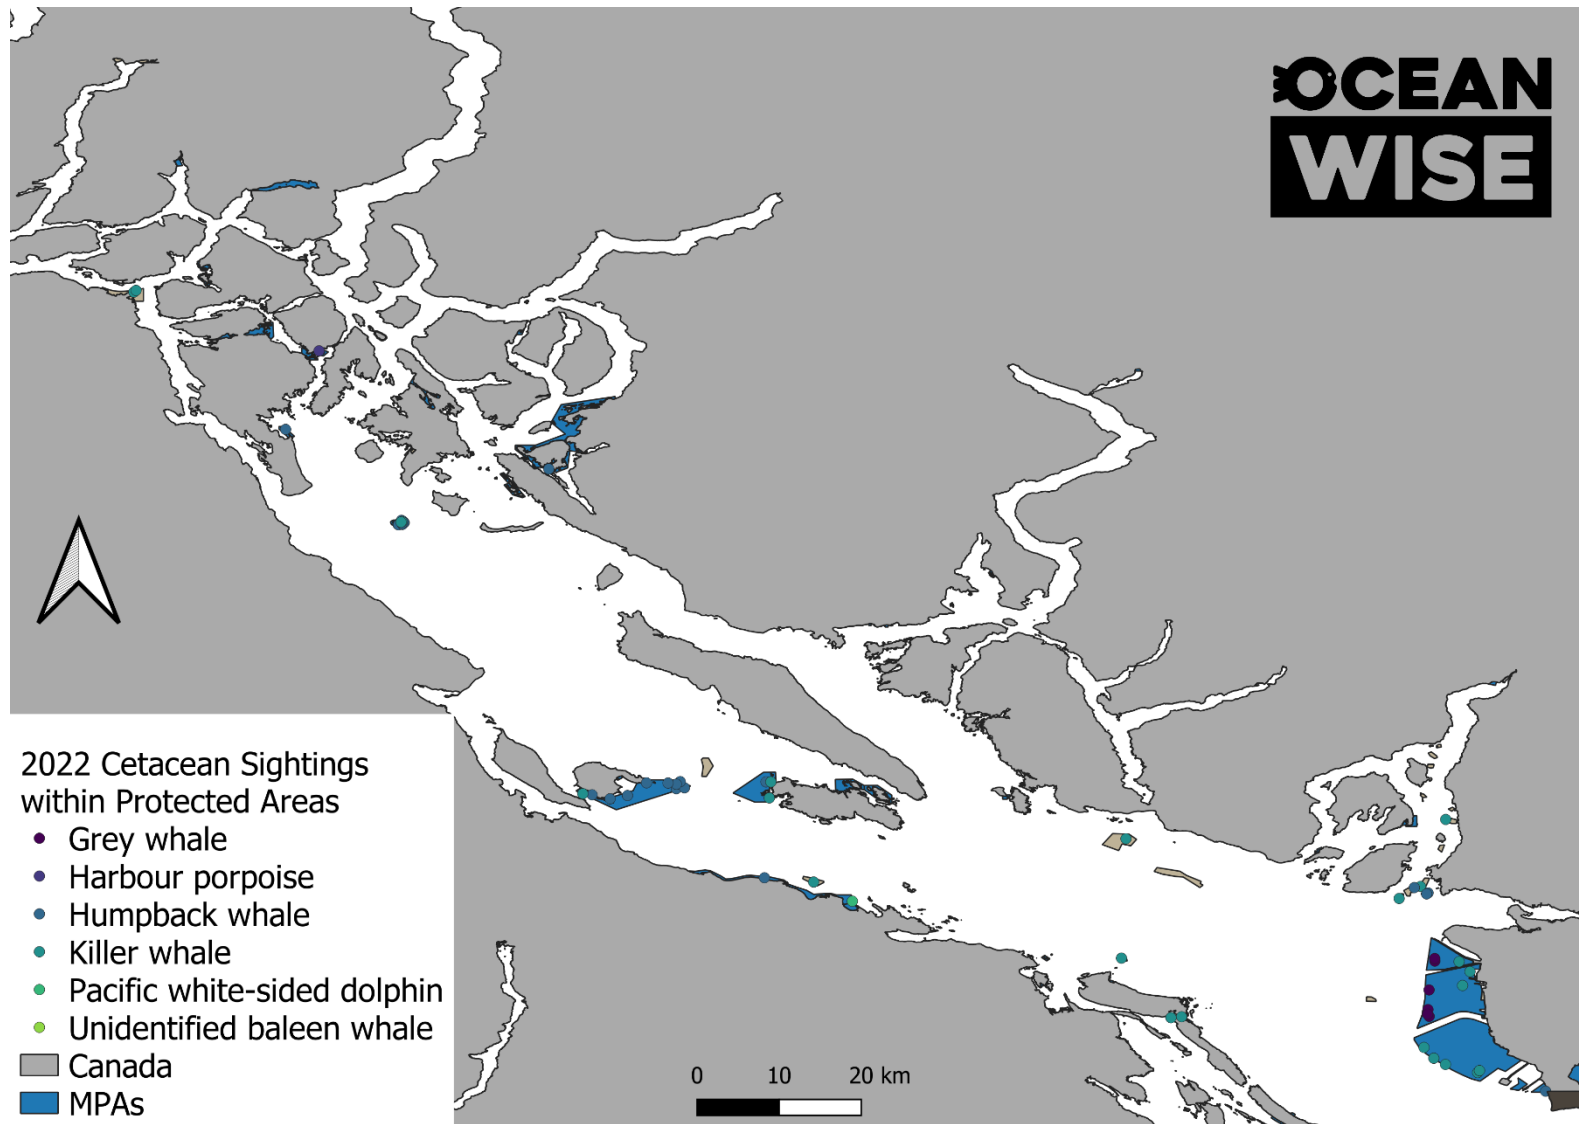 OCEAN
WISE
2022 Cetacean Sightings
within Protected Areas
Grey whale
Harbour porpoise
Humpback whale
Killer whale
Pacific white-sided dolphin
Unidentified baleen whale
Canada
MPAs
0 10 20 km